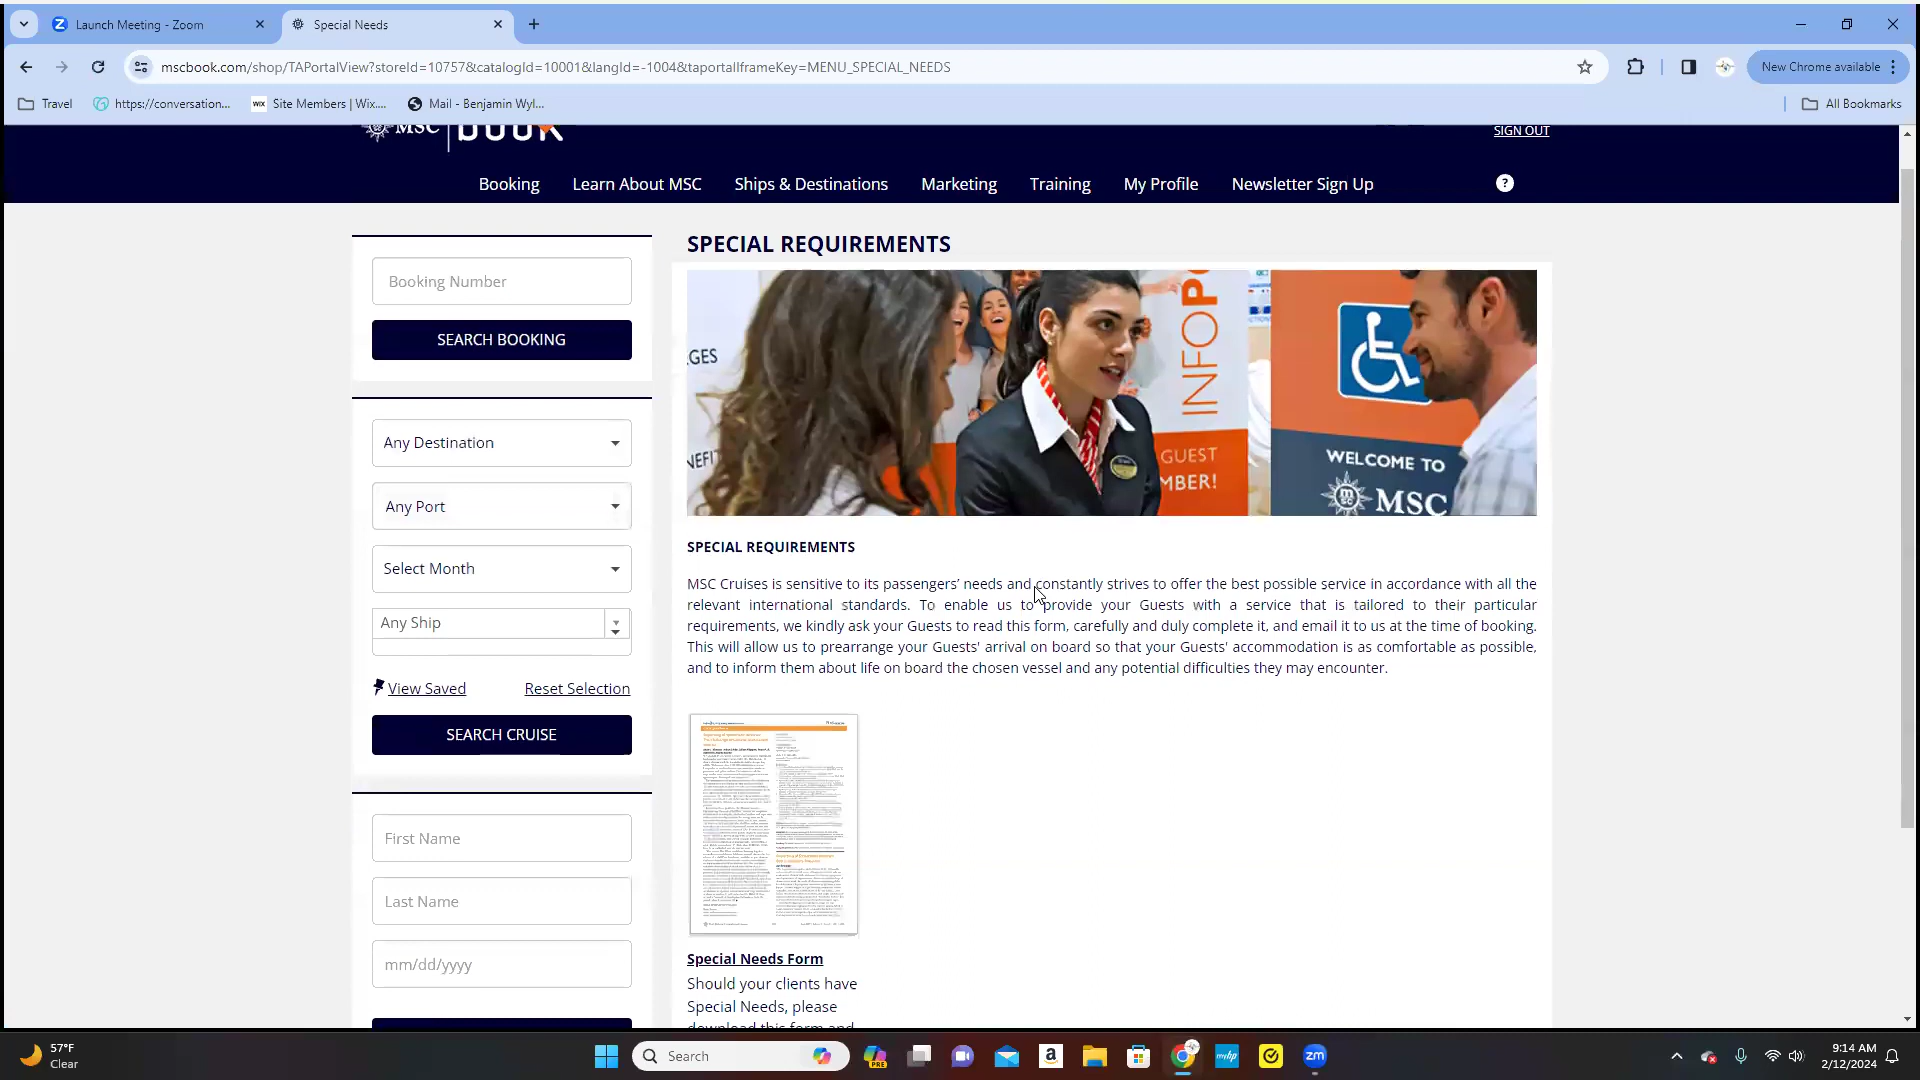 Launch Meeting - Zoom
Special Needs
mscbook.com/shop/TAPortalView?storeId=10757&catalogId=10001&langId=-1004&taportalIframeKey=MENU_SPECIAL_NEEDS
New Chrome available
Travel
https://conversation...
WIX Site Members | Wix....
Mail - Benjamin Wyl...
All Bookmarks
MSC BOOK
SIGN OUT
Booking
Learn About MSC
Ships & Destinations
Marketing
Training
My Profile
Newsletter Sign Up
?
Booking Number
SEARCH BOOKING
Any Destination
Any Port
Select Month
Any Ship
View Saved
Reset Selection
SEARCH CRUISE
First Name
Last Name
mm/dd/yyyy
SPECIAL REQUIREMENTS
GES
NEFI
INFOP
GUEST
MBER!
WELCOME TO
MSC
SPECIAL REQUIREMENTS
MSC Cruises is sensitive to its passengers' needs and constantly strives to offer the best possible service in accordance with all the
relevant international standards. To enable us to provide your Guests with a service that is tailored to their particular
requirements, we kindly ask your Guests to read this form, carefully and duly complete it, and email it to us at the time of booking.
This will allow us to prearrange your Guests' arrival on board so that your Guests' accommodation is as comfortable as possible,
and to inform them about life on board the chosen vessel and any potential difficulties they may encounter.
Special Needs Form
Should your clients have
Special Needs, please
download this form and
57°F
Clear
Search
PRE
a
myhp
zm
9:14 AM
2/12/2024